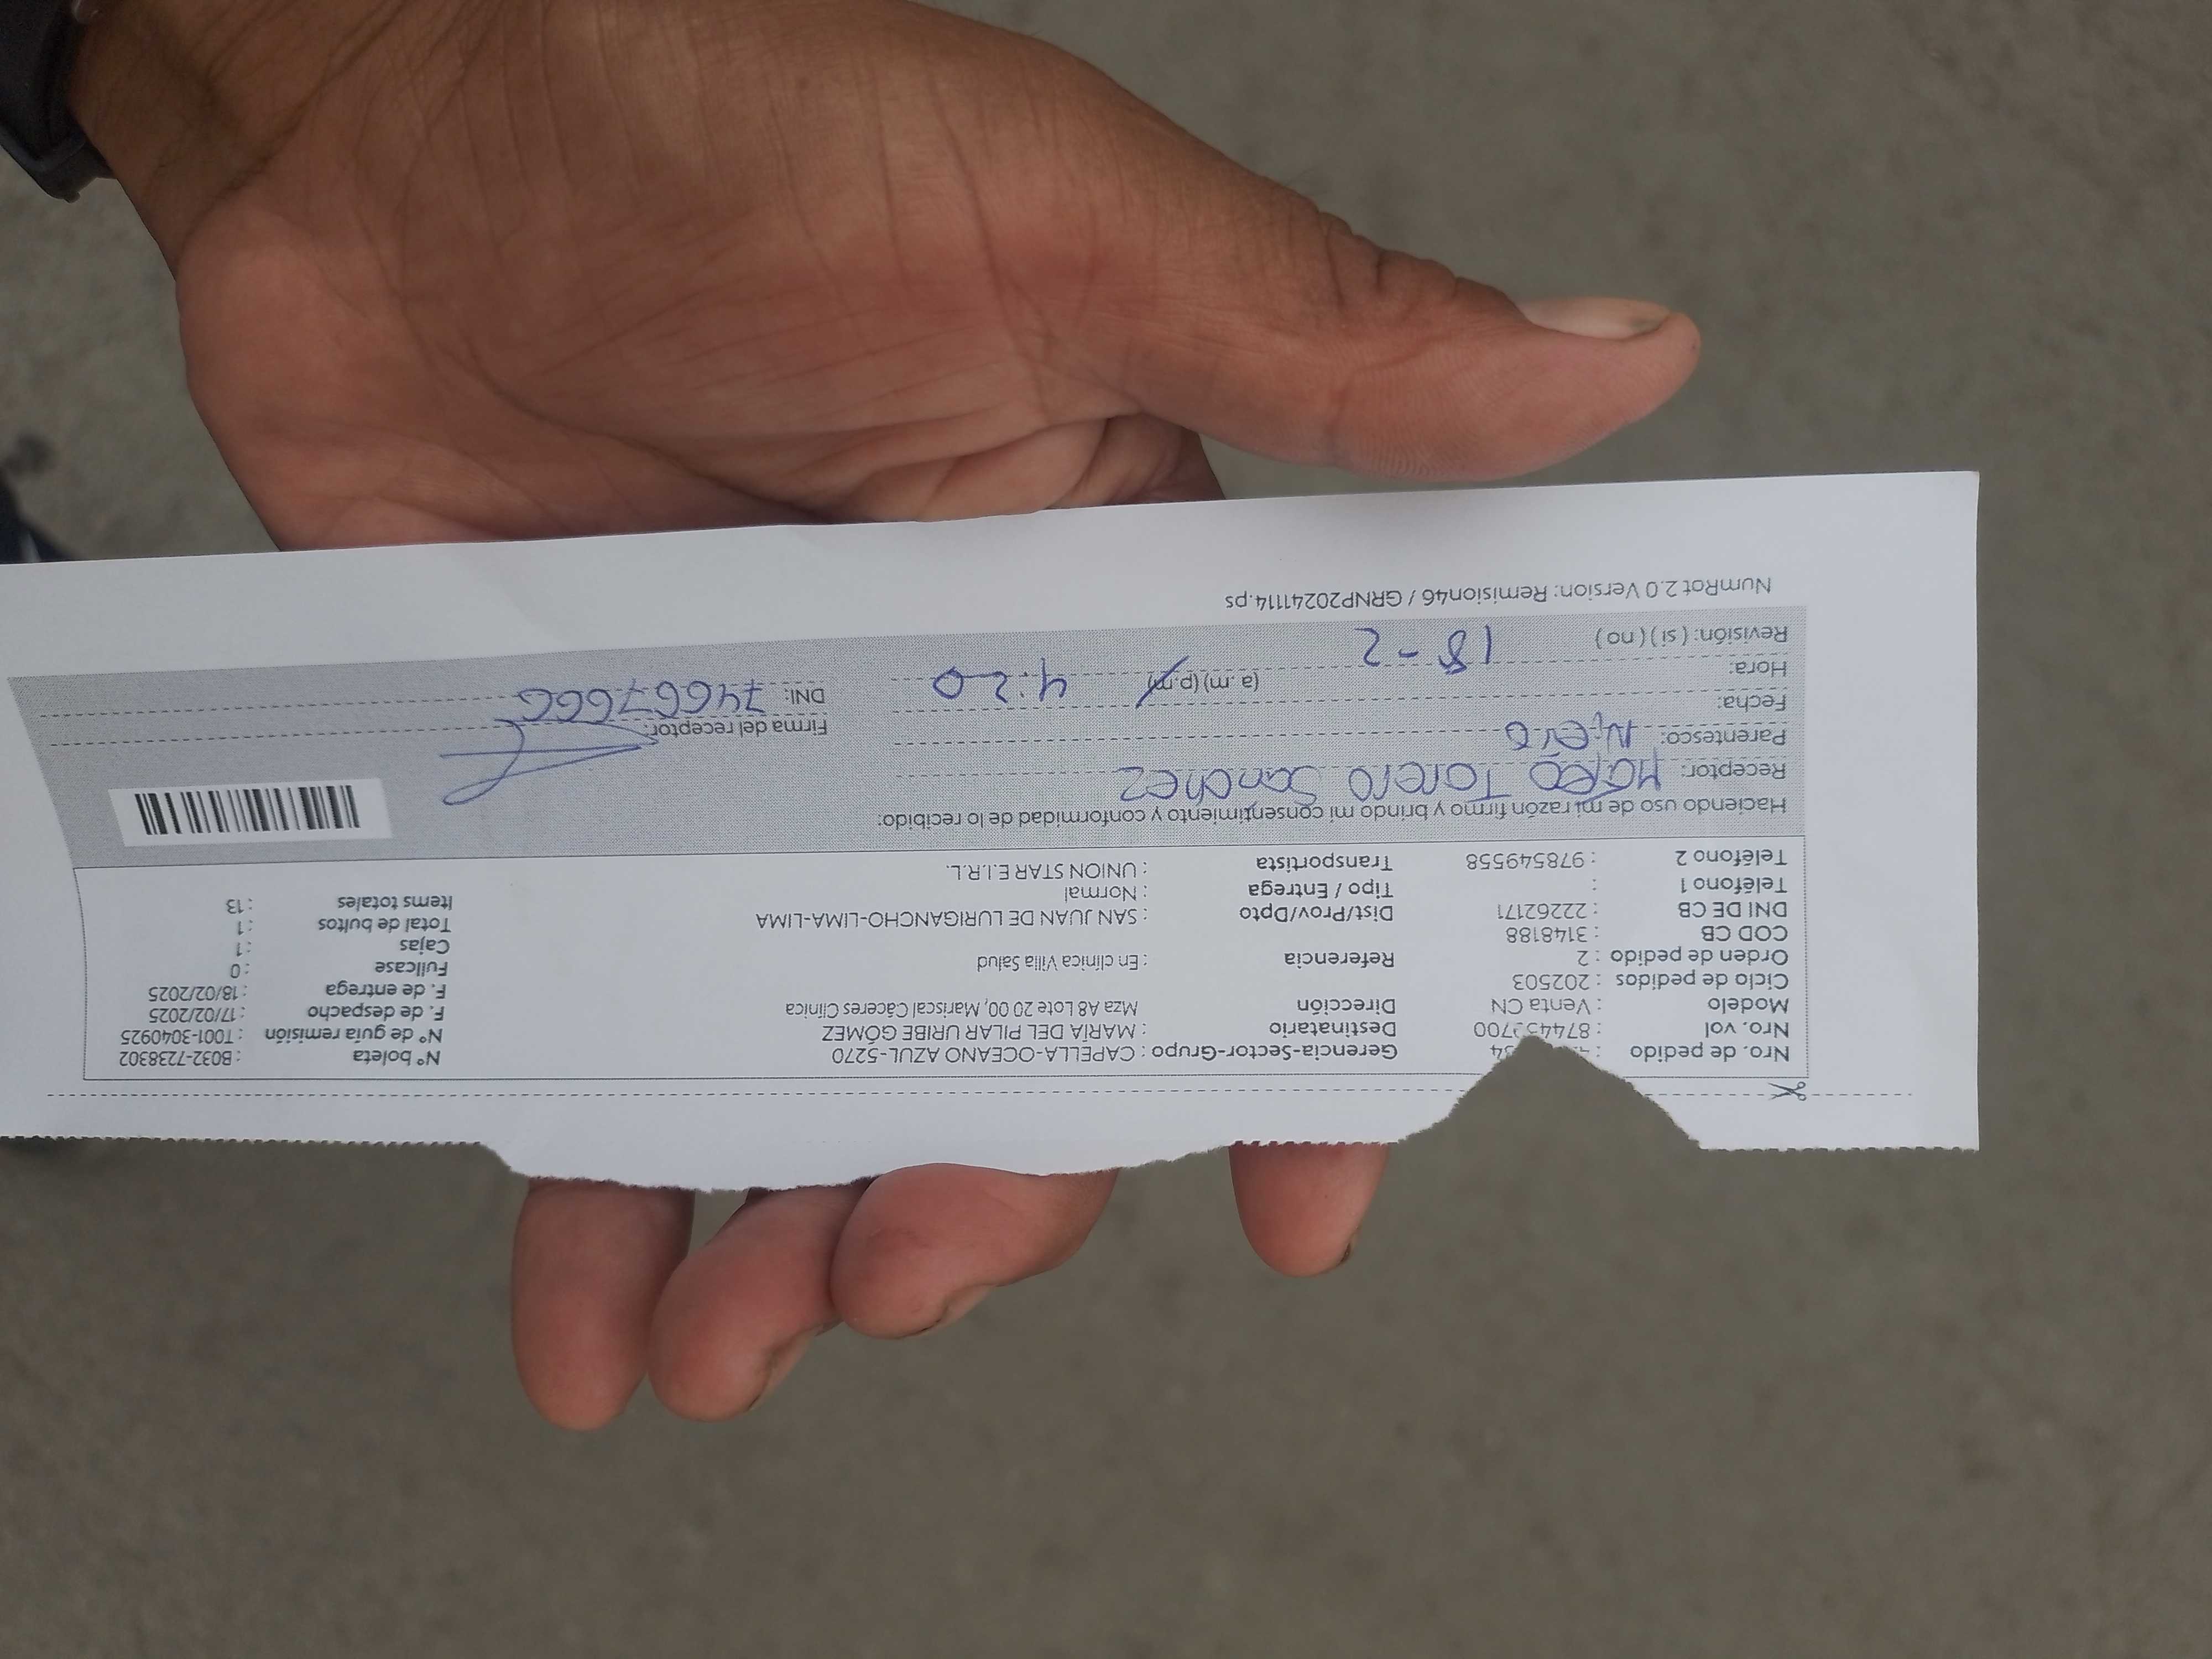 Nro. de pedido : 34 Gerencia-Sector-Grupo : CAPELLA-OCEANO AZUL-5270 N° boleta : B032-7238302
Nro. vol : Destinatario : MARÍA DEL PILAR URIBE GÓMEZ N° de guía remisión : T001-3040925
Modelo : Venta CN Dirección Mza A8 Lote 20 00, Mariscal Cáceres Clinica F. de despacho : 17/02/2025
Ciclo de pedidos : 202503 F. de entrega : 18/02/2025
Orden de pedido : 2 Referencia : En clínica Villa Salud Fullcase : 0
COD CB : 3148188 Cajas : 1
DNI DE CB : 22262171 Dist/Prov/Dpto : SAN JUAN DE LURIGANCHO-LIMA-LIMA Total de bultos : 1
Teléfono 1 : Tipo / Entrega : Normal Items totales : 13
Teléfono 2 : 978549558 Transportista : UNION STAR E.I.R.L.
Haciendo uso de mi razón firmo y brindo mi consentimiento y conformidad de lo recibido:
Receptor: Torero Sanchez
Parentesco: Firma del receptor:
Fecha: DNI: 74667666
Hora: (a.m) (p.m) 4:20
Revisión: ( si ) ( no ) 18-2
NumRot 2.0 Version: Remision46 / GRNP20241114.ps